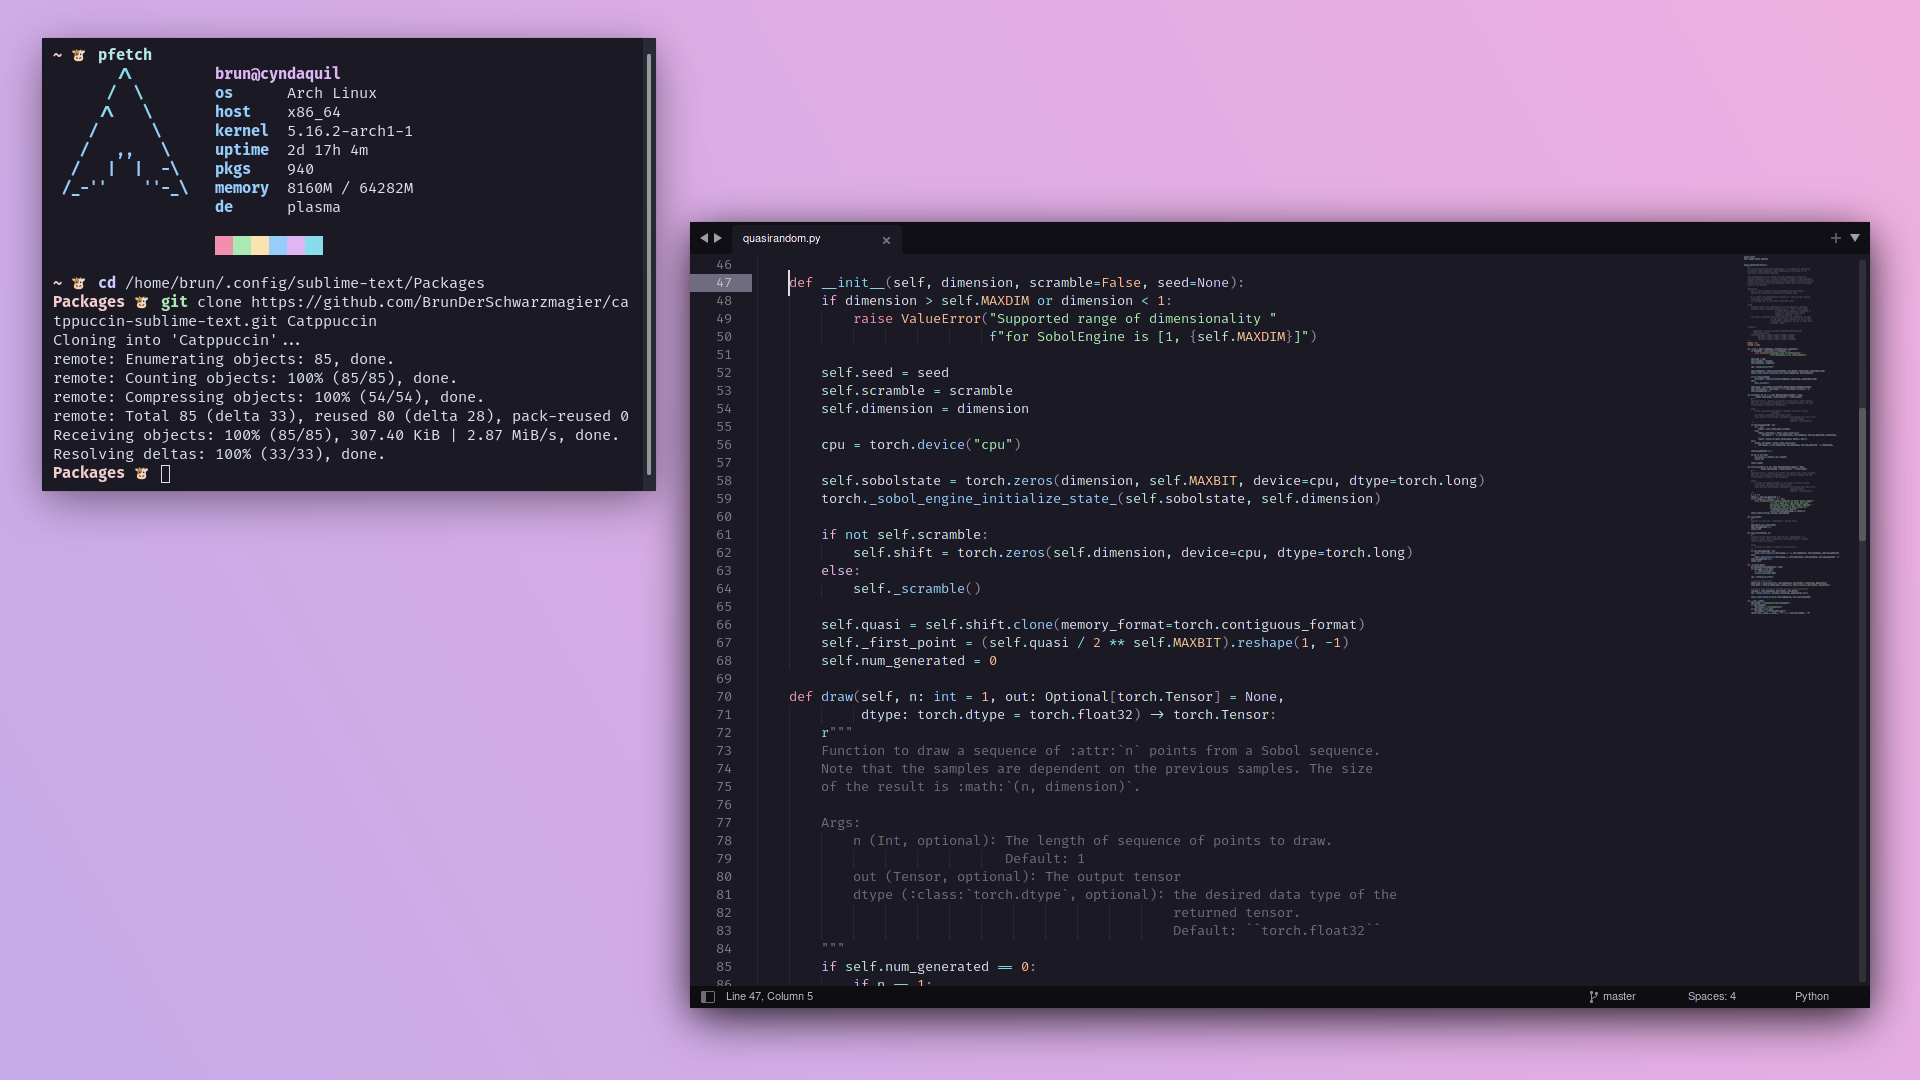 ~ 🐮 pfetch
brun@cyndaquil
os Arch Linux
host x86_64
kernel 5.16.2-arch1-1
uptime 2d 17h 4m
pkgs 940
memory 8160M / 64282M
de plasma
~ 🐮 cd /home/brun/.config/sublime-text/Packages
Packages 🐮 git clone https://github.com/BrunDerSchwarzmagier/ca
tppuccin-sublime-text.git Catppuccin
Cloning into 'Catppuccin'...
remote: Enumerating objects: 85, done.
remote: Counting objects: 100% (85/85), done.
remote: Compressing objects: 100% (54/54), done.
remote: Total 85 (delta 33), reused 80 (delta 28), pack-reused 0
Receiving objects: 100% (85/85), 307.40 KiB | 2.87 MiB/s, done.
Resolving deltas: 100% (33/33), done.
Packages 🐮
quasirandom.py
46
47 def __init__(self, dimension, scramble=False, seed=None):
48 if dimension > self.MAXDIM or dimension < 1:
49 raise ValueError("Supported range of dimensionality "
50 f"for SobolEngine is [1, {self.MAXDIM}]")
51
52 self.seed = seed
53 self.scramble = scramble
54 self.dimension = dimension
55
56 cpu = torch.device("cpu")
57
58 self.sobolstate = torch.zeros(dimension, self.MAXBIT, device=cpu, dtype=torch.long)
59 torch._sobol_engine_initialize_state_(self.sobolstate, self.dimension)
60
61 if not self.scramble:
62 self.shift = torch.zeros(self.dimension, device=cpu, dtype=torch.long)
63 else:
64 self._scramble()
65
66 self.quasi = self.shift.clone(memory_format=torch.contiguous_format)
67 self._first_point = (self.quasi / 2 ** self.MAXBIT).reshape(1, -1)
68 self.num_generated = 0
69
70 def draw(self, n: int = 1, out: Optional[torch.Tensor] = None,
71 dtype: torch.dtype = torch.float32) -> torch.Tensor:
72 r"""
73 Function to draw a sequence of :attr:`n` points from a Sobol sequence.
74 Note that the samples are dependent on the previous samples. The size
75 of the result is :math:`(n, dimension)`.
76
77 Args:
78 n (Int, optional): The length of sequence of points to draw.
79 Default: 1
80 out (Tensor, optional): The output tensor
81 dtype (:class:`torch.dtype`, optional): the desired data type of the
82 returned tensor.
83 Default: ``torch.float32``
84 """
85 if self.num_generated == 0:
86 if n == 1:
Line 47, Column 5
master
Spaces: 4
Python